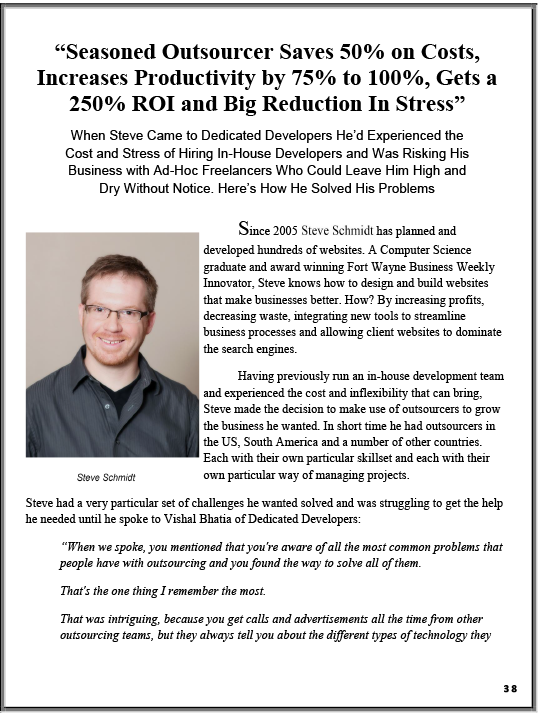 “Seasoned Outsourcer Saves 50% on Costs,
Increases Productivity by 75% to 100%, Gets a
250% ROI and Big Reduction In Stress”
When Steve Came to Dedicated Developers He’d Experienced the
Cost and Stress of Hiring In-House Developers and Was Risking His
Business with Ad-Hoc Freelancers Who Could Leave Him High and
Dry Without Notice. Here’s How He Solved His Problems
Since 2005 Steve Schmidt has planned and
developed hundreds of websites. A Computer Science
graduate and award winning Fort Wayne Business Weekly
Innovator, Steve knows how to design and build websites
that make businesses better. How? By increasing profits,
decreasing waste, integrating new tools to streamline
business processes and allowing client websites to dominate
the search engines.
Having previously run an in-house development team
and experienced the cost and inflexibility that can bring,
Steve made the decision to make use of outsourcers to grow
the business he wanted. In short time he had outsourcers in
the US, South America and a number of other countries.
Each with their own particular skillset and each with their
own particular way of managing projects.
Steve Schmidt
Steve had a very particular set of challenges he wanted solved and was struggling to get the help
he needed until he spoke to Vishal Bhatia of Dedicated Developers:
“When we spoke, you mentioned that you're aware of all the most common problems that
people have with outsourcing and you found the way to solve all of them.
That's the one thing I remember the most.
That was intriguing, because you get calls and advertisements all the time from other
outsourcing teams, but they always tell you about the different types of technology they
38